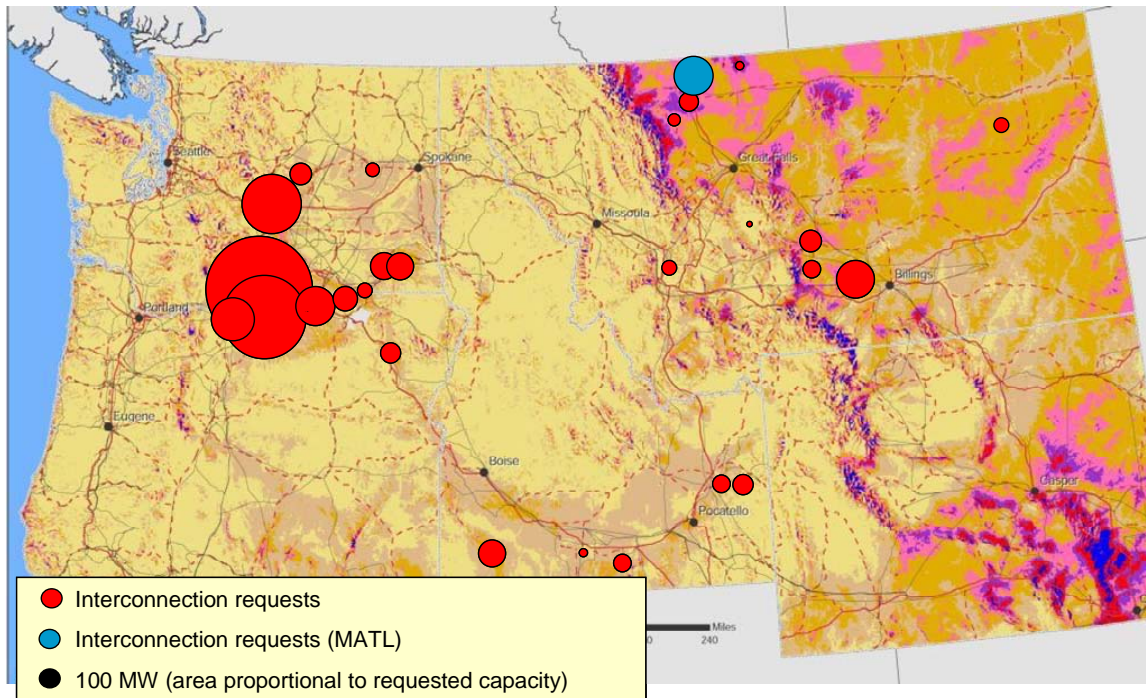 Seattle
Spokane
Great Falls
Missoula
Billings
Portland
Eugene
Boise
Casper
Pocatello
Miles
240
Interconnection requests
Interconnection requests (MATL)
100 MW (area proportional to requested capacity)